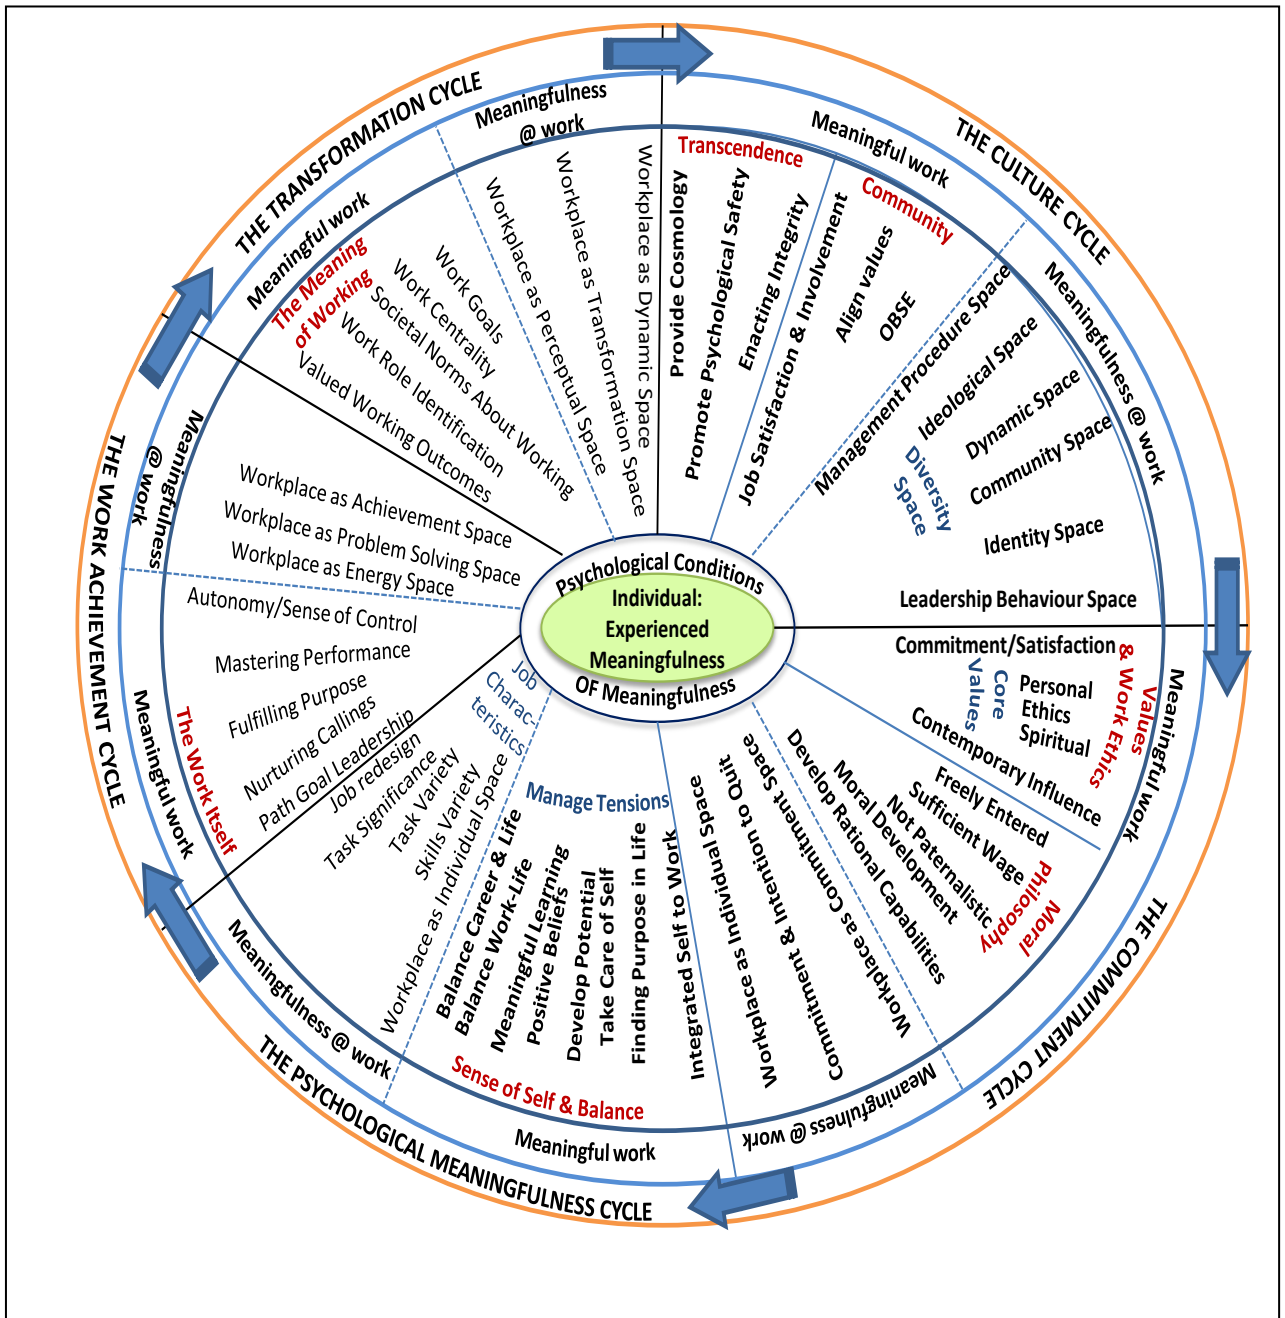 THE TRANSFORMATION CYCLE
Meaningfulness
@ work
Meaningful work
The Meaning
of Working
Work Goals
Work Centrality
Societal Norms About Working
Work Role Identification
Valued Working Outcomes
Workplace as Perceptual Space
Workplace as Transformation Space
Workplace as Dynamic Space
THE CULTURE CYCLE
Meaningful work
Transcendence
Provide Cosmology
Promote Psychological Safety
Enacting Integrity
Community
Job Satisfaction & Involvement
Align values
OBSE
Meaningfulness @ work
Management Procedure Space
Ideological Space
Dynamic Space
Community Space
Diversity
Space
Identity Space
Leadership Behaviour Space
THE COMMITMENT CYCLE
Meaningful work
Values
& Work Ethics
Commitment/Satisfaction
Core
Values
Personal
Ethics
Spiritual
Contemporary Influence
Moral
Philosophy
Freely Entered
Sufficient Wage
Not Paternalistic
Moral Development
Develop Rational Capabilities
Meaningfulness @ work
Workplace as Commitment Space
Commitment & Intention to Quit
Workplace as Individual Space
THE PSYCHOLOGICAL MEANINGFULNESS CYCLE
Meaningful work
Sense of Self & Balance
Manage Tensions
Integrated Self to Work
Finding Purpose in Life
Take Care of Self
Develop Potential
Positive Beliefs
Meaningful Learning
Balance Work-Life
Balance Career & Life
Meaningfulness @ work
Job
Charac-
teristics
Workplace as Individual Space
Skills Variety
Task Variety
Task Significance
Job redesign
THE WORK ACHIEVEMENT CYCLE
Meaningful work
The Work Itself
Path Goal Leadership
Nurturing Callings
Fulfilling Purpose
Mastering Performance
Autonomy/Sense of Control
Meaningfulness
@ work
Workplace as Energy Space
Workplace as Problem Solving Space
Workplace as Achievement Space
Psychological Conditions
Individual:
Experienced
Meaningfulness
OF Meaningfulness